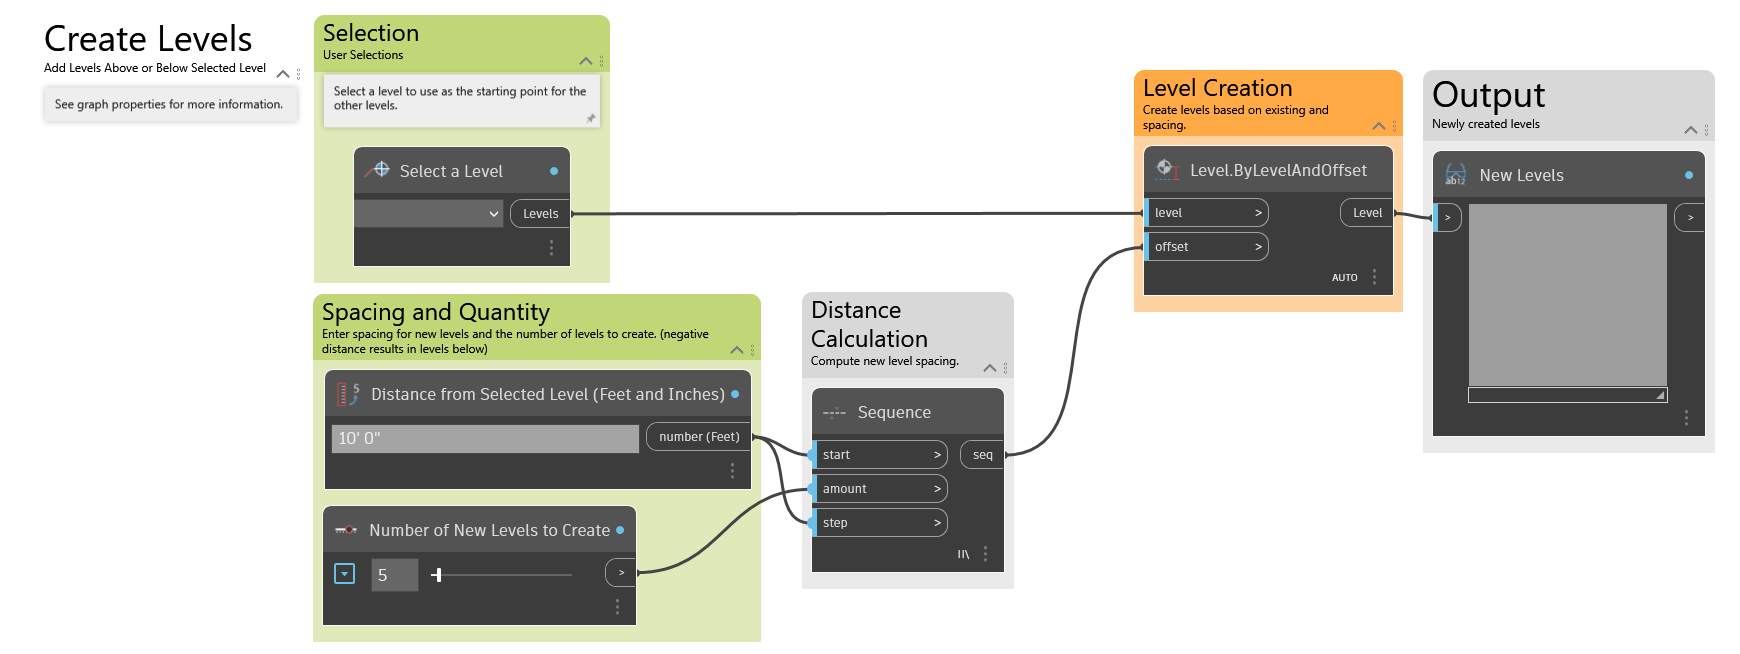 Create Levels
Add Levels Above or Below Selected Level
See graph properties for more information.
Selection
User Selections
Select a level to use as the starting point for the
other levels.
Select a Level
Levels
Spacing and Quantity
Enter spacing for new levels and the number of levels to create. (negative
distance results in levels below)
Distance from Selected Level (Feet and Inches)
10' 0"
number (Feet)
Number of New Levels to Create
5
>
Distance
Calculation
Compute new level spacing.
Sequence
start >
seq
amount >
step >
Level Creation
Create levels based on existing and
spacing.
Level.ByLevelAndOffset
level >
Level
offset >
AUTO
Output
Newly created levels
New Levels
>
>